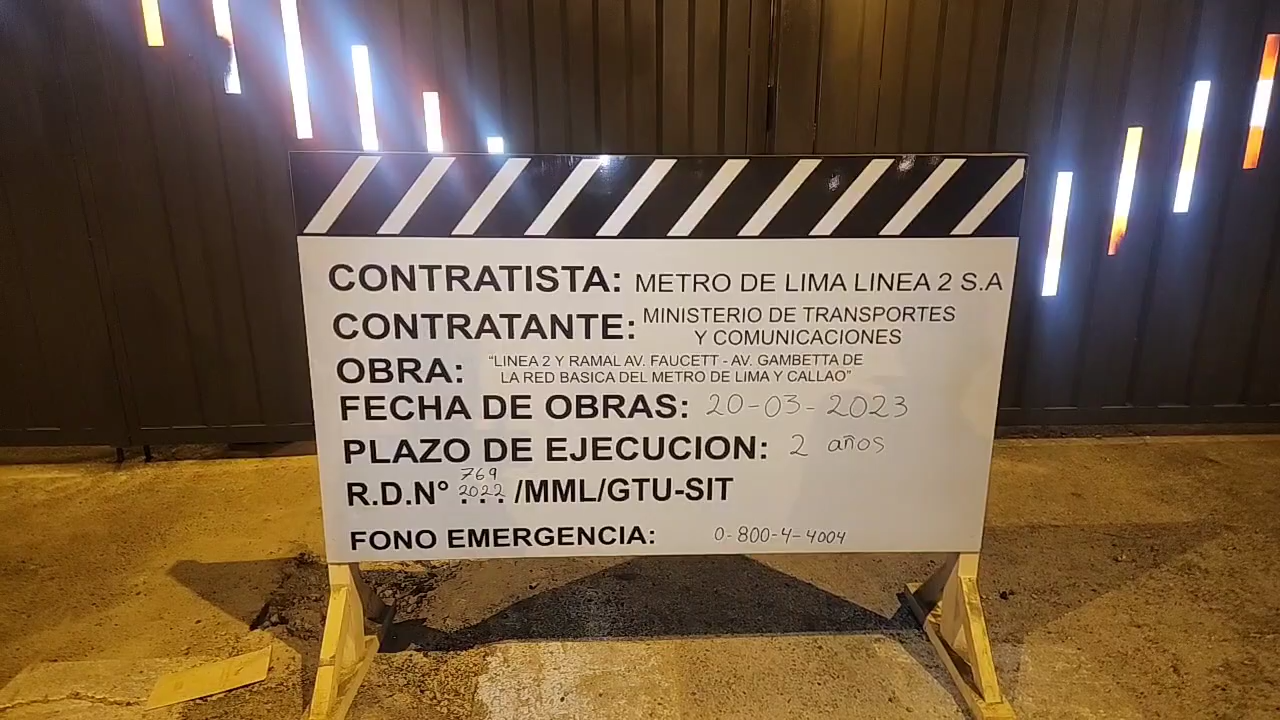 CONTRATISTA: METRO DE LIMA LINEA 2 S.A
CONTRATANTE: MINISTERIO DE TRANSPORTES
Y COMUNICACIONES
OBRA: "LINEA 2 Y RAMAL AV. FAUCETT - AV. GAMBETTA DE
LA RED BASICA DEL METRO DE LIMA Y CALLAO"
FECHA DE OBRAS: 20-03-2023
PLAZO DE EJECUCION: 2 años
769
R.D.N° 2022 /MML/GTU-SIT
FONO EMERGENCIA: 0-800-4-4004